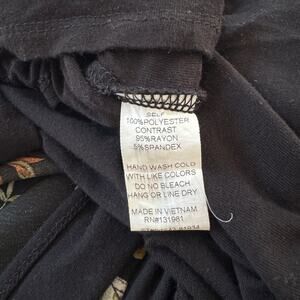 SELF
100%POLYESTER
CONTRAST
95%RAYON
5%SPANDEX
HAND WASH COLD
WITH LIKE COLORS
DO NO BLEACH
HANG OR LINE DRY
MADE IN VIETNAM
RN#131961